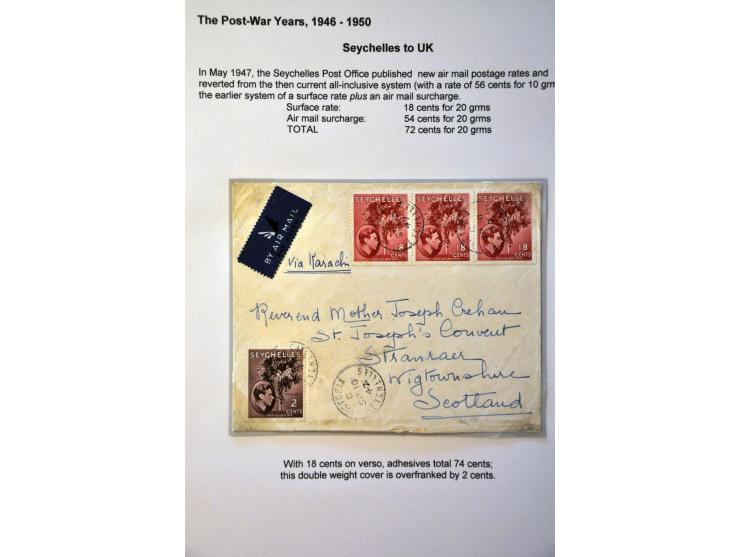 The Post-War Years, 1946 - 1950
Seychelles to UK
In May 1947, the Seychelles Post Office published new air mail postage rates and
reverted from the then current all-inclusive system (with a rate of 56 cents for 10 grm
the earlier system of a surface rate plus an air mail surcharge.
Surface rate: 18 cents for 20 grms
Air mail surcharge: 54 cents for 20 grms
TOTAL 72 cents for 20 grms
BY AIR MAIL
SEYCHELLES SEYCHELLES SEYCHELLES
18 CENTS 18 CENTS 18 CENTS
Via Karachi
Reverend Mother Joseph Crehan
St. Joseph's Convent
Stranraer
Wigtownshire
Scotland
SEYCHELLES
2 CENTS
VICTORIA
SEYCHELLES
With 18 cents on verso, adhesives total 74 cents;
this double weight cover is overfranked by 2 cents.